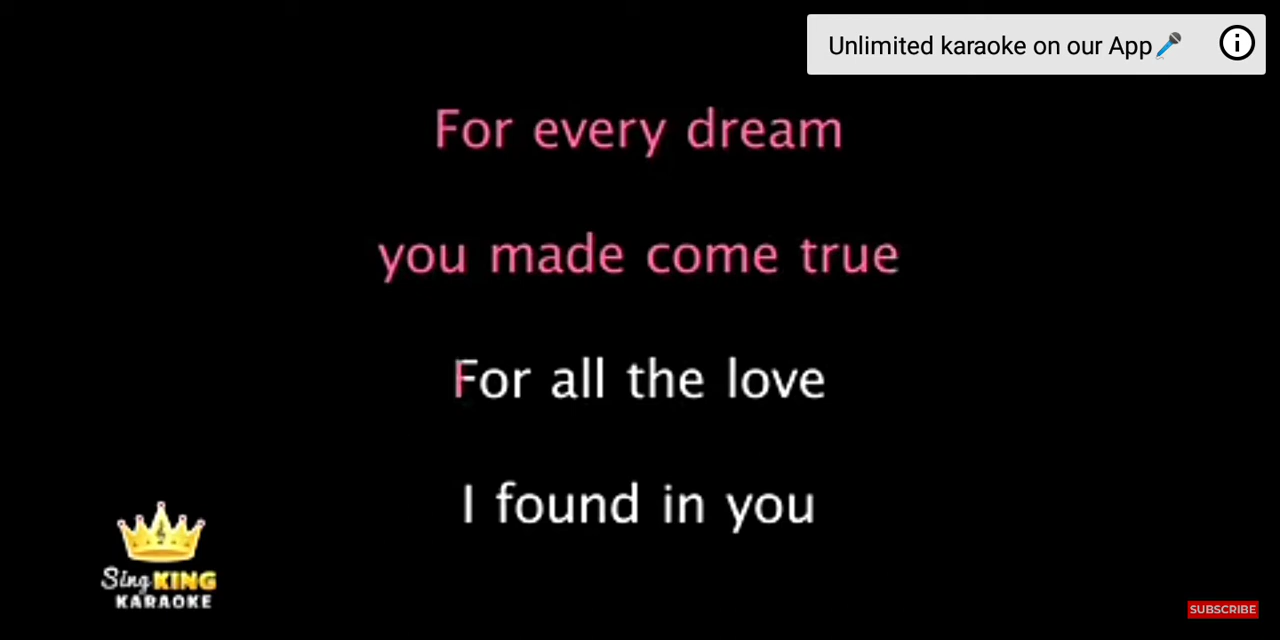 Unlimited karaoke on our App🎤
For every dream
you made come true
For all the love
I found in you
Sing KING
KARAOKE
SUBSCRIBE